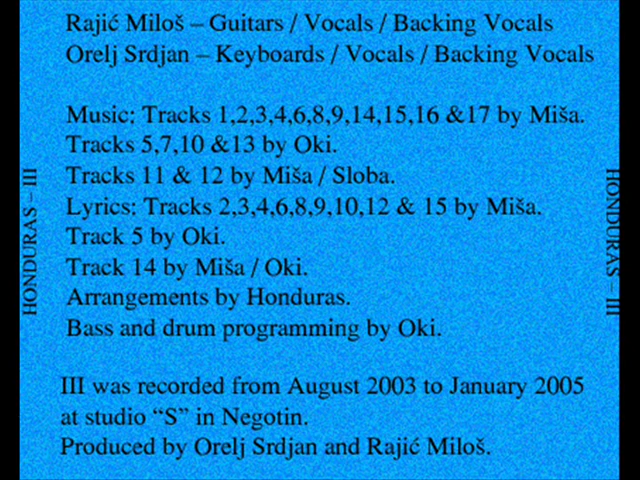 Rajić Miloš – Guitars / Vocals / Backing Vocals
Orelj Srdjan – Keyboards / Vocals / Backing Vocals
Music: Tracks 1,2,3,4,6,8,9,14,15,16 &17 by Miša.
Tracks 5,7,10 &13 by Oki.
Tracks 11 & 12 by Miša / Sloba.
Lyrics: Tracks 2,3,4,6,8,9,10,12 & 15 by Miša.
Track 5 by Oki.
Track 14 by Miša / Oki.
Arrangements by Honduras.
Bass and drum programming by Oki.
III was recorded from August 2003 to January 2005
at studio “S” in Negotin.
Produced by Orelj Srdjan and Rajić Miloš.
HONDURAS – III
HONDURAS – III